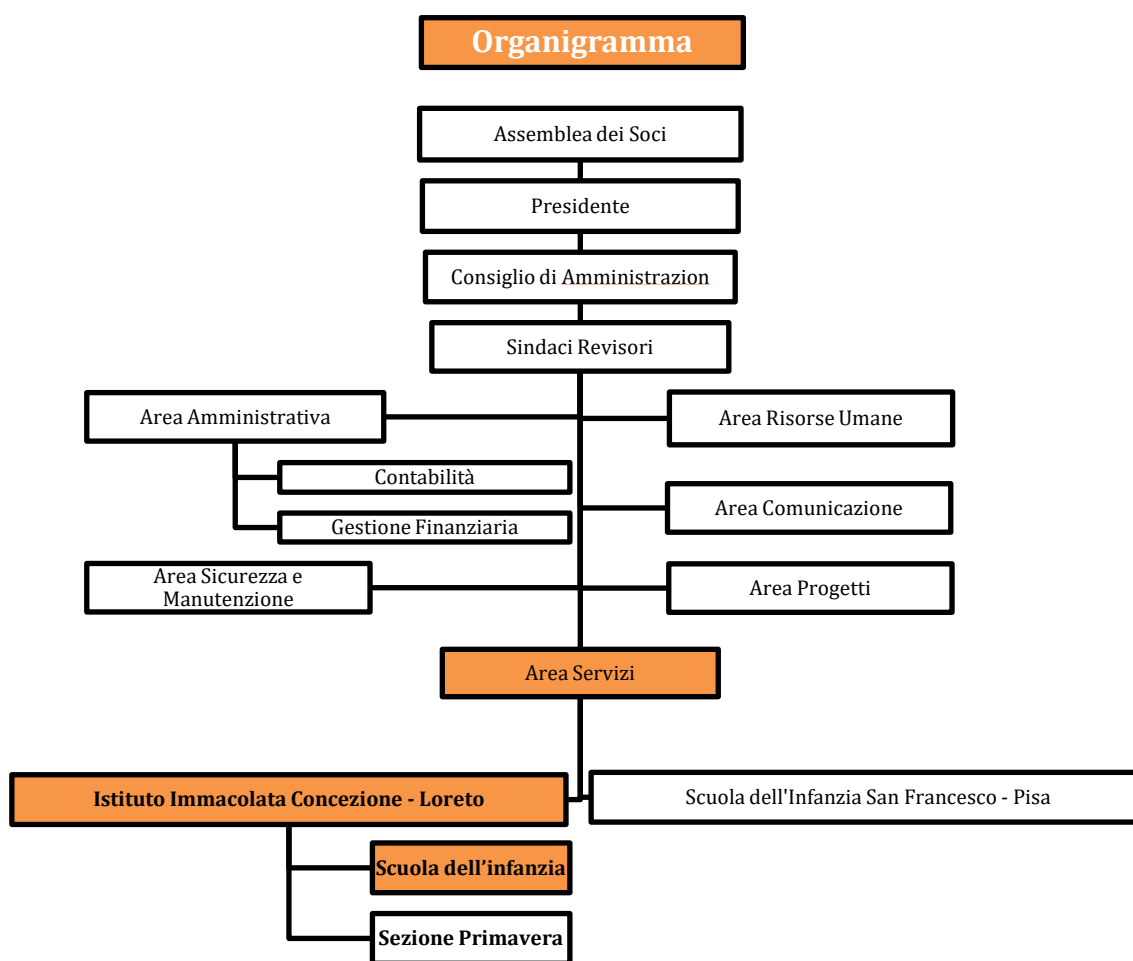 Organigramma
Assemblea dei Soci
Presidente
Consiglio di Amministrazion
Sindaci Revisori
Area Amministrativa
Area Risorse Umane
Contabilità
Area Comunicazione
Gestione Finanziaria
Area Sicurezza e
Manutenzione
Area Progetti
Area Servizi
Istituto Immacolata Concezione - Loreto
Scuola dell'Infanzia San Francesco - Pisa
Scuola dell’infanzia
Sezione Primavera